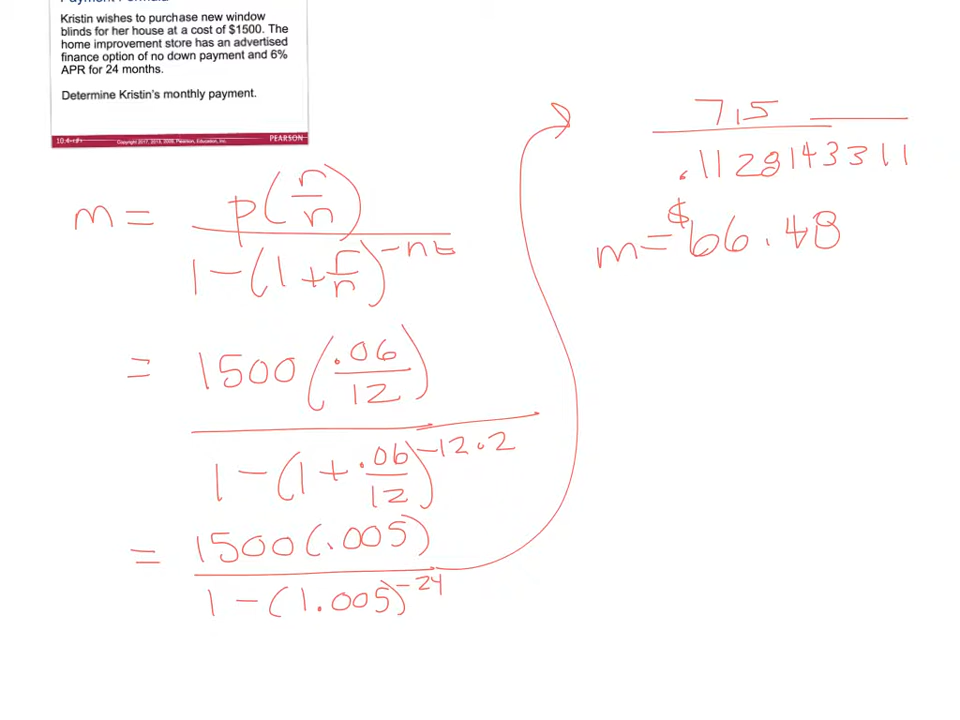 Kristin wishes to purchase new window
blinds for her house at a cost of $1500. The
home improvement store has an advertised
finance option of no down payment and 6%
APR for 24 months.
Determine Kristin's monthly payment.
PEARSON
m = p(r/n)
1-(1+r/n)^-nt
= 1500(.06/12)
1-(1+.06/12)^-12·2
= 1500(.005)
1-(1.005)^-24
7.5
.1128143311
m=$66.48